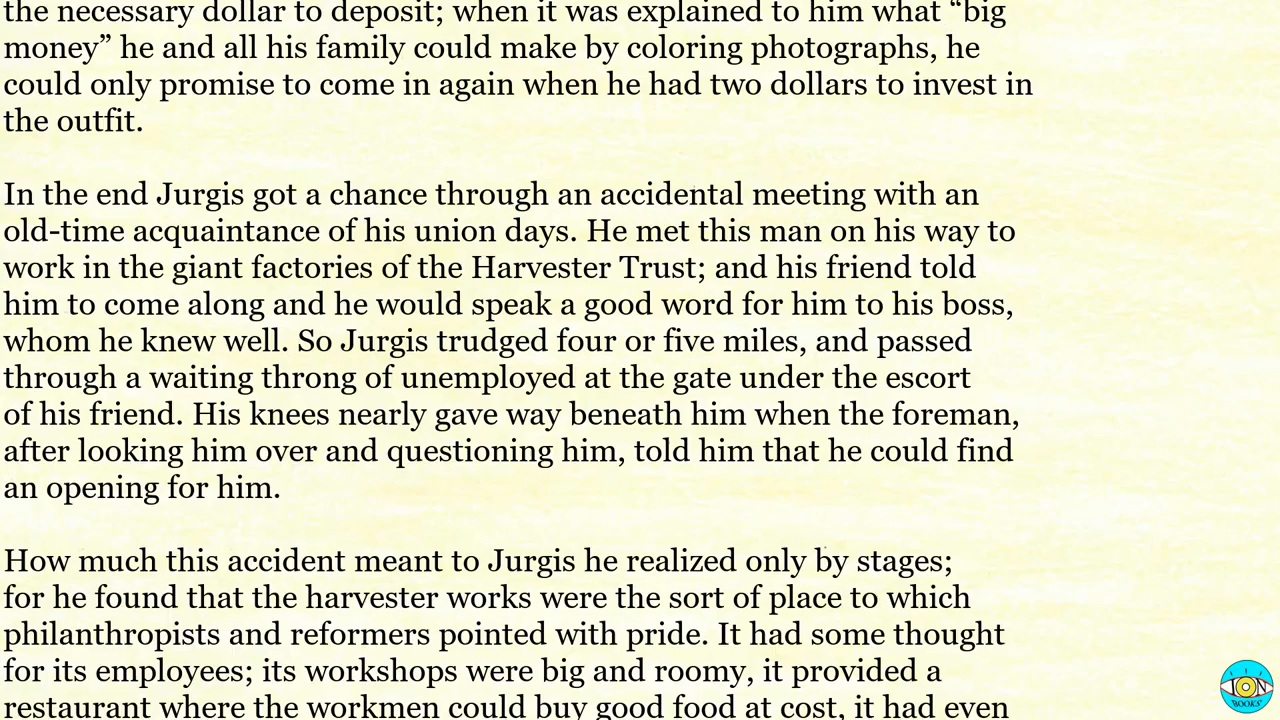 the necessary dollar to deposit; when it was explained to him what “big
money” he and all his family could make by coloring photographs, he
could only promise to come in again when he had two dollars to invest in
the outfit.
In the end Jurgis got a chance through an accidental meeting with an
old-time acquaintance of his union days. He met this man on his way to
work in the giant factories of the Harvester Trust; and his friend told
him to come along and he would speak a good word for him to his boss,
whom he knew well. So Jurgis trudged four or five miles, and passed
through a waiting throng of unemployed at the gate under the escort
of his friend. His knees nearly gave way beneath him when the foreman,
after looking him over and questioning him, told him that he could find
an opening for him.
How much this accident meant to Jurgis he realized only by stages;
for he found that the harvester works were the sort of place to which
philanthropists and reformers pointed with pride. It had some thought
for its employees; its workshops were big and roomy, it provided a
restaurant where the workmen could buy good food at cost, it had even
ION
BOOKS